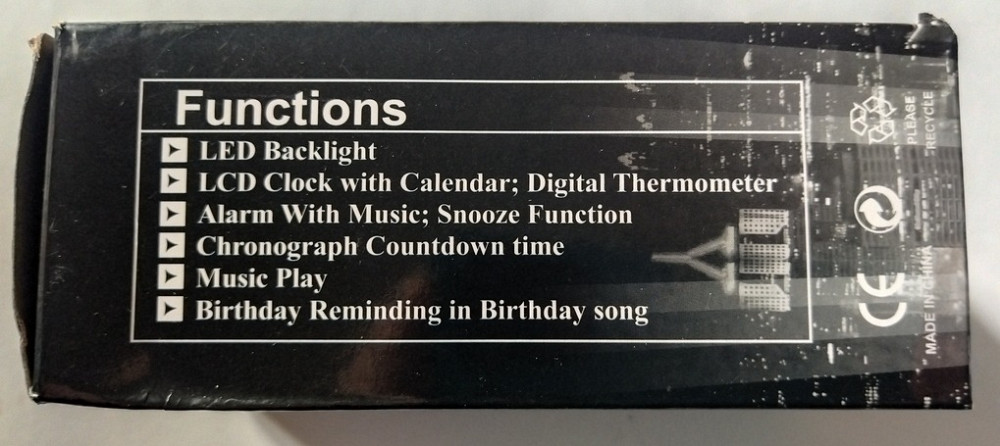 Functions
LED Backlight
LCD Clock with Calendar; Digital Thermometer
Alarm With Music; Snooze Function
Chronograph Countdown time
Music Play
Birthday Reminding in Birthday song
PLEASE
RECYCLE
CE
MADE IN CHINA